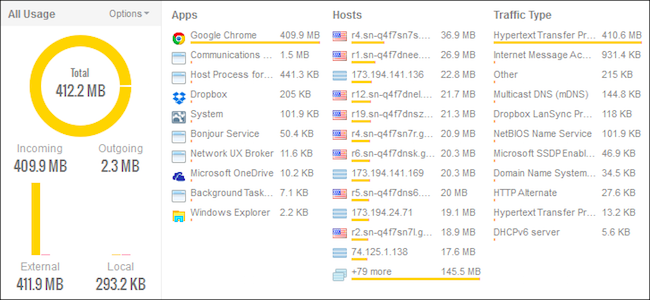 All Usage Options
Total
412.2 MB
Incoming Outgoing
409.9 MB 2.3 MB
External Local
411.9 MB 293.2 KB
Apps
Google Chrome 409.9 MB
Communications ... 1.5 MB
Host Process for... 441.3 KB
Dropbox 205 KB
System 101.9 KB
Bonjour Service 50.4 KB
Network UX Broker 11.6 KB
Microsoft OneDrive 10.2 KB
Background Task... 7.1 KB
Windows Explorer 2.2 KB
Hosts
r4.sn-q4f7sn7s.... 36.9 MB
r1.sn-q4f7dnee.... 26 MB
173.194.141.136 22.8 MB
r12.sn-q4f7dnel.... 21.7 MB
r19.sn-q4f7dnsz.... 21.3 MB
r4.sn-q4f7sn7r.g... 20.9 MB
r6.sn-q4f7dnsk.g... 20.3 MB
173.194.141.169 20.3 MB
r5.sn-q4f7dns6.... 20 MB
173.194.24.71 19.1 MB
r2.sn-q4f7sn7l.g... 18.9 MB
74.125.1.138 17.6 MB
+79 more 145.5 MB
Traffic Type
Hypertext Transfer Pr... 410.6 MB
Internet Message Ac... 931.4 KB
Other 215 KB
Multicast DNS (mDNS) 144.8 KB
Dropbox LanSync Pr... 118 KB
NetBIOS Name Service 101.9 KB
Microsoft SSDP Enabl... 46.9 KB
Domain Name System... 34.5 KB
HTTP Alternate 27.6 KB
Hypertext Transfer Pr... 13.2 KB
DHCPv6 server 5.6 KB